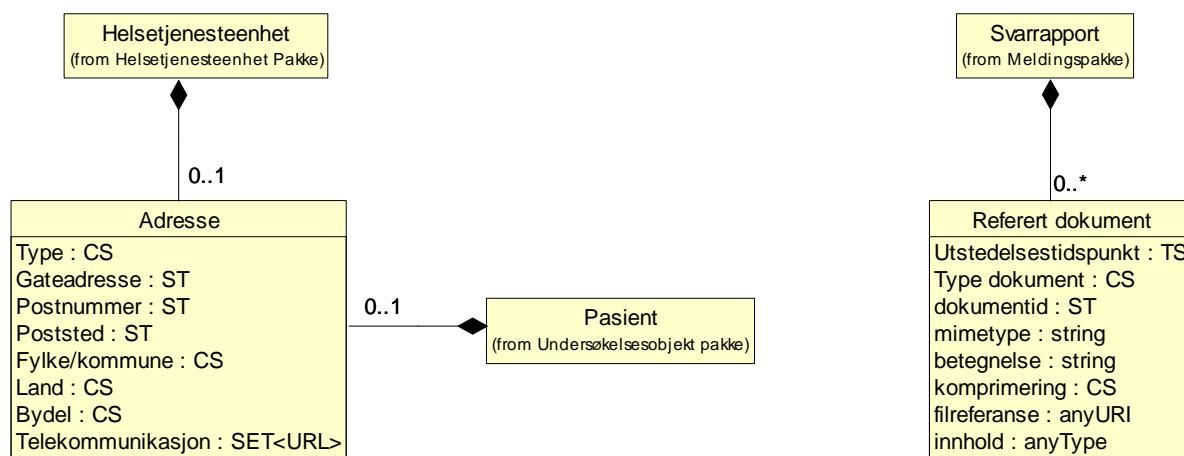 Helsetjenesteenhet
(from Helsetjenesteenhet Pakke)
0..1
Adresse
Type : CS
Gateadresse : ST
Postnummer : ST
Poststed : ST
Fylke/kommune : CS
Land : CS
Bydel : CS
Telekommunikasjon : SET<URL>
0..1
Pasient
(from Undersøkelsesobjekt pakke)
Svarrapport
(from Meldingspakke)
0..*
Referert dokument
Utstedelsestidspunkt : TS
Type dokument : CS
dokumentid : ST
mimetype : string
betegnelse : string
komprimering : CS
filreferanse : anyURI
innhold : anyType